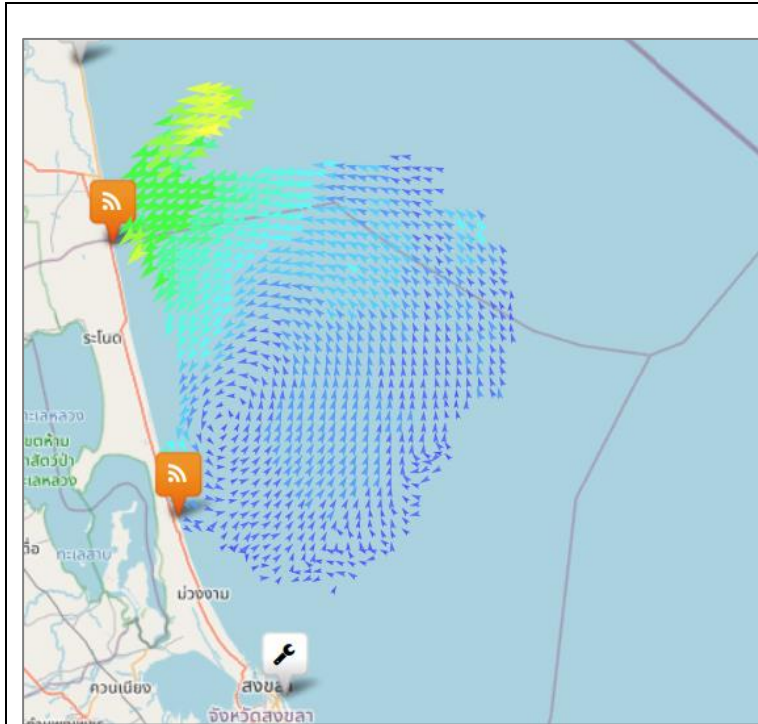 ระโนด
ทะเลหลวง
ขตห้าม
าสัตว์ป่า
ะเลหลวง
ทะเลสาบ
ม่วงงาม
ควนเนียง
สงขลา
จังหวัดสงขลา